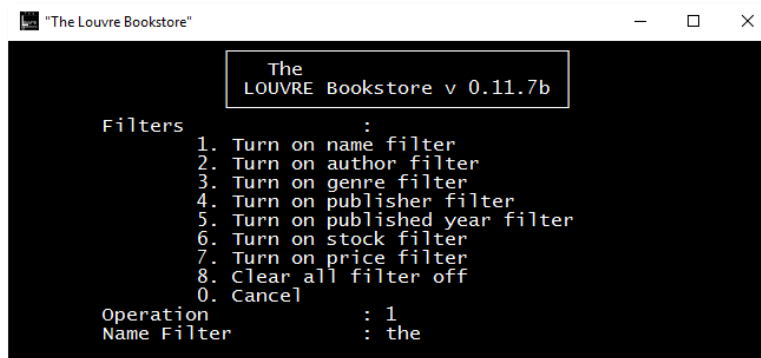 "The Louvre Bookstore"
The
LOUVRE Bookstore v 0.11.7b
Filters :
1. Turn on name filter
2. Turn on author filter
3. Turn on genre filter
4. Turn on publisher filter
5. Turn on published year filter
6. Turn on stock filter
7. Turn on price filter
8. Clear all filter off
0. Cancel
Operation : 1
Name Filter : the